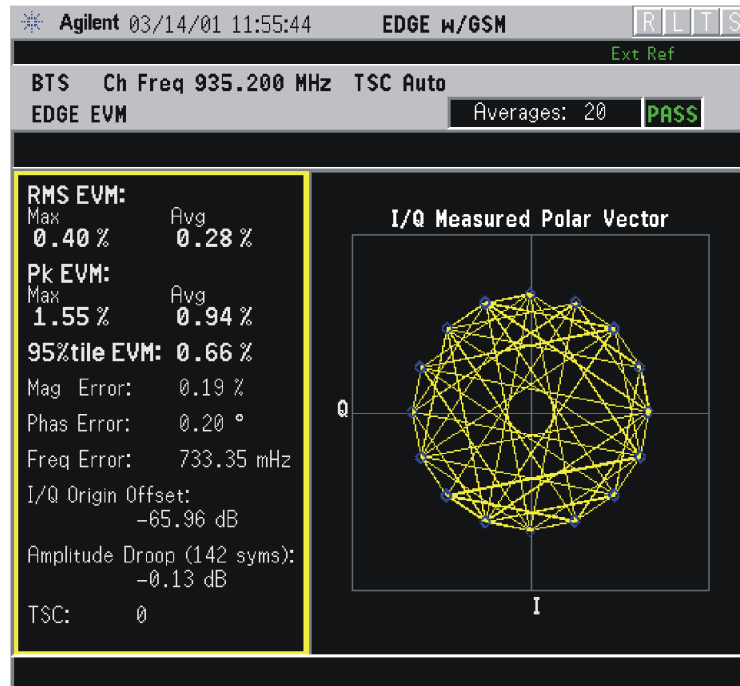 Agilent 03/14/01 11:55:44 EDGE w/GSM R L T S
Ext Ref
BTS Ch Freq 935.200 MHz TSC Auto
EDGE EVM Averages: 20 PASS
RMS EVM:
Max Avg
0.40 % 0.28 %
Pk EVM:
Max Avg
1.55 % 0.94 %
95%tile EVM: 0.66 %
Mag Error: 0.19 %
Phas Error: 0.20 °
Freq Error: 733.35 mHz
I/Q Origin Offset:
-65.96 dB
Amplitude Droop (142 syms):
-0.13 dB
TSC: 0
I/Q Measured Polar Vector
Q
I